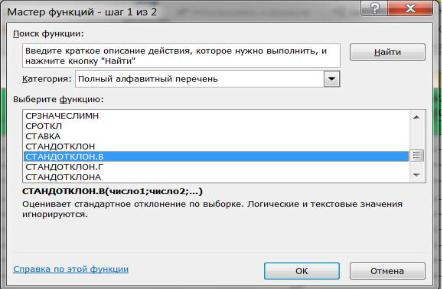 Мастер функций - шаг 1 из 2
Поиск функции:
Введите краткое описание действия, которое нужно выполнить, и нажмите кнопку "Найти"
Найти
Категория: Полный алфавитный перечень
Выберите функцию:
СРЗНАЧЕСЛИМН
СРОТКЛ
СТАВКА
СТАНДОТКЛОН
СТАНДОТКЛОН.В
СТАНДОТКЛОН.Г
СТАНДОТКЛОНА
СТАНДОТКЛОН.В(число1;число2;...)
Оценивает стандартное отклонение по выборке. Логические и текстовые значения игнорируются.
Справка по этой функции
ОК
Отмена